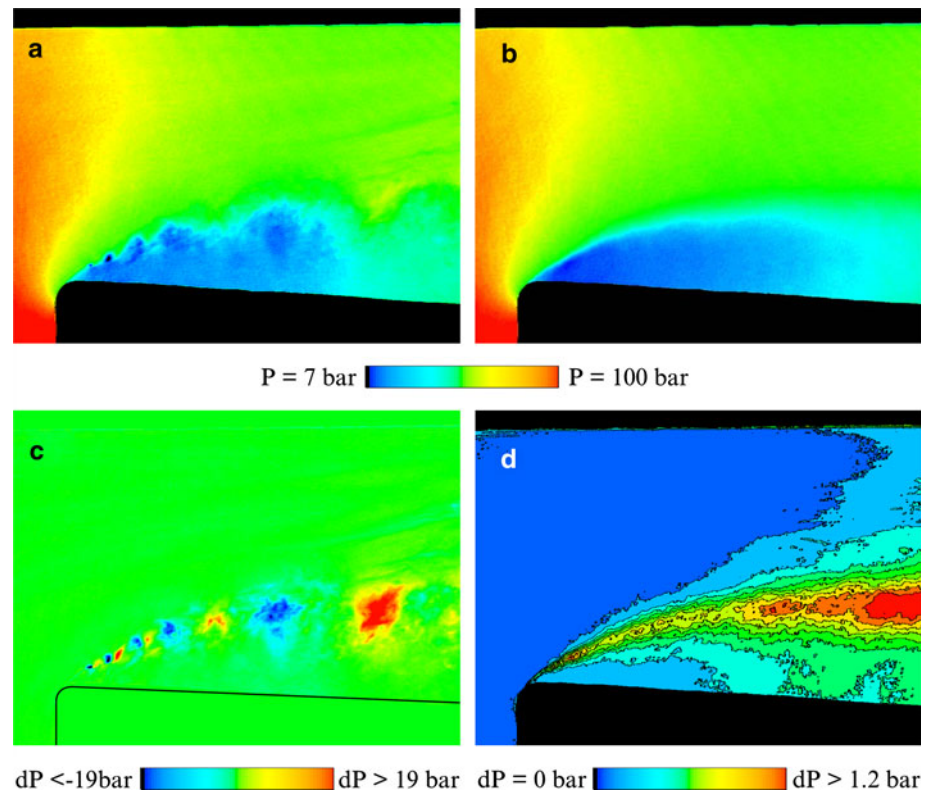 a
b
P = 7 bar
P = 100 bar
c
d
dP <-19bar
dP > 19 bar
dP = 0 bar
dP > 1.2 bar